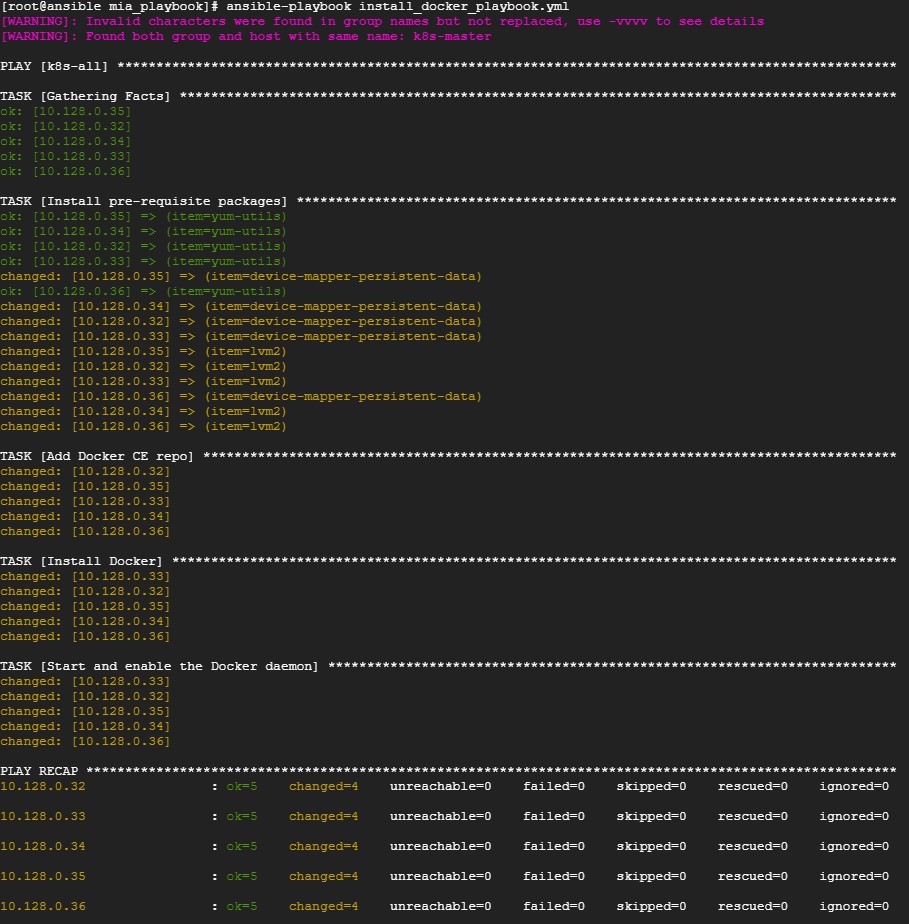 [root@ansible mia_playbook]# ansible-playbook install_docker_playbook.yml
[WARNING]: Invalid characters were found in group names but not replaced, use -vvvv to see details
[WARNING]: Found both group and host with same name: k8s-master
PLAY [k8s-all] ****************************************************************************************************
TASK [Gathering Facts] ********************************************************************************************
ok: [10.128.0.35]
ok: [10.128.0.32]
ok: [10.128.0.34]
ok: [10.128.0.33]
ok: [10.128.0.36]
TASK [Install pre-requisite packages] *****************************************************************************
ok: [10.128.0.35] => (item=yum-utils)
ok: [10.128.0.34] => (item=yum-utils)
ok: [10.128.0.32] => (item=yum-utils)
ok: [10.128.0.33] => (item=yum-utils)
changed: [10.128.0.35] => (item=device-mapper-persistent-data)
ok: [10.128.0.36] => (item=yum-utils)
changed: [10.128.0.34] => (item=device-mapper-persistent-data)
changed: [10.128.0.32] => (item=device-mapper-persistent-data)
changed: [10.128.0.33] => (item=device-mapper-persistent-data)
changed: [10.128.0.35] => (item=lvm2)
changed: [10.128.0.32] => (item=lvm2)
changed: [10.128.0.33] => (item=lvm2)
changed: [10.128.0.36] => (item=device-mapper-persistent-data)
changed: [10.128.0.34] => (item=lvm2)
changed: [10.128.0.36] => (item=lvm2)
TASK [Add Docker CE repo] *****************************************************************************************
changed: [10.128.0.32]
changed: [10.128.0.35]
changed: [10.128.0.33]
changed: [10.128.0.34]
changed: [10.128.0.36]
TASK [Install Docker] *********************************************************************************************
changed: [10.128.0.33]
changed: [10.128.0.32]
changed: [10.128.0.35]
changed: [10.128.0.34]
changed: [10.128.0.36]
TASK [Start and enable the Docker daemon] *************************************************************************
changed: [10.128.0.33]
changed: [10.128.0.32]
changed: [10.128.0.35]
changed: [10.128.0.34]
changed: [10.128.0.36]
PLAY RECAP ********************************************************************************************************
10.128.0.32                : ok=5    changed=4    unreachable=0    failed=0    skipped=0    rescued=0    ignored=0
10.128.0.33                : ok=5    changed=4    unreachable=0    failed=0    skipped=0    rescued=0    ignored=0
10.128.0.34                : ok=5    changed=4    unreachable=0    failed=0    skipped=0    rescued=0    ignored=0
10.128.0.35                : ok=5    changed=4    unreachable=0    failed=0    skipped=0    rescued=0    ignored=0
10.128.0.36                : ok=5    changed=4    unreachable=0    failed=0    skipped=0    rescued=0    ignored=0